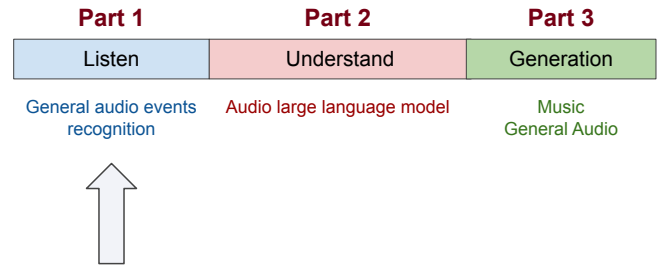 Part 1
Part 2
Part 3
Listen
Understand
Generation
General audio events
recognition
Audio large language model
Music
General Audio